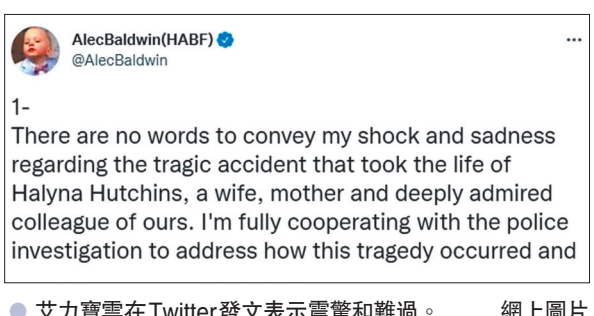 AlecBaldwin(HABF)
@AlecBaldwin
1-
There are no words to convey my shock and sadness
regarding the tragic accident that took the life of
Halyna Hutchins, a wife, mother and deeply admired
colleague of ours. I'm fully cooperating with the police
investigation to address how this tragedy occurred and
艾力寶雲在Twitter發文表示震驚和難過。 網上圖片